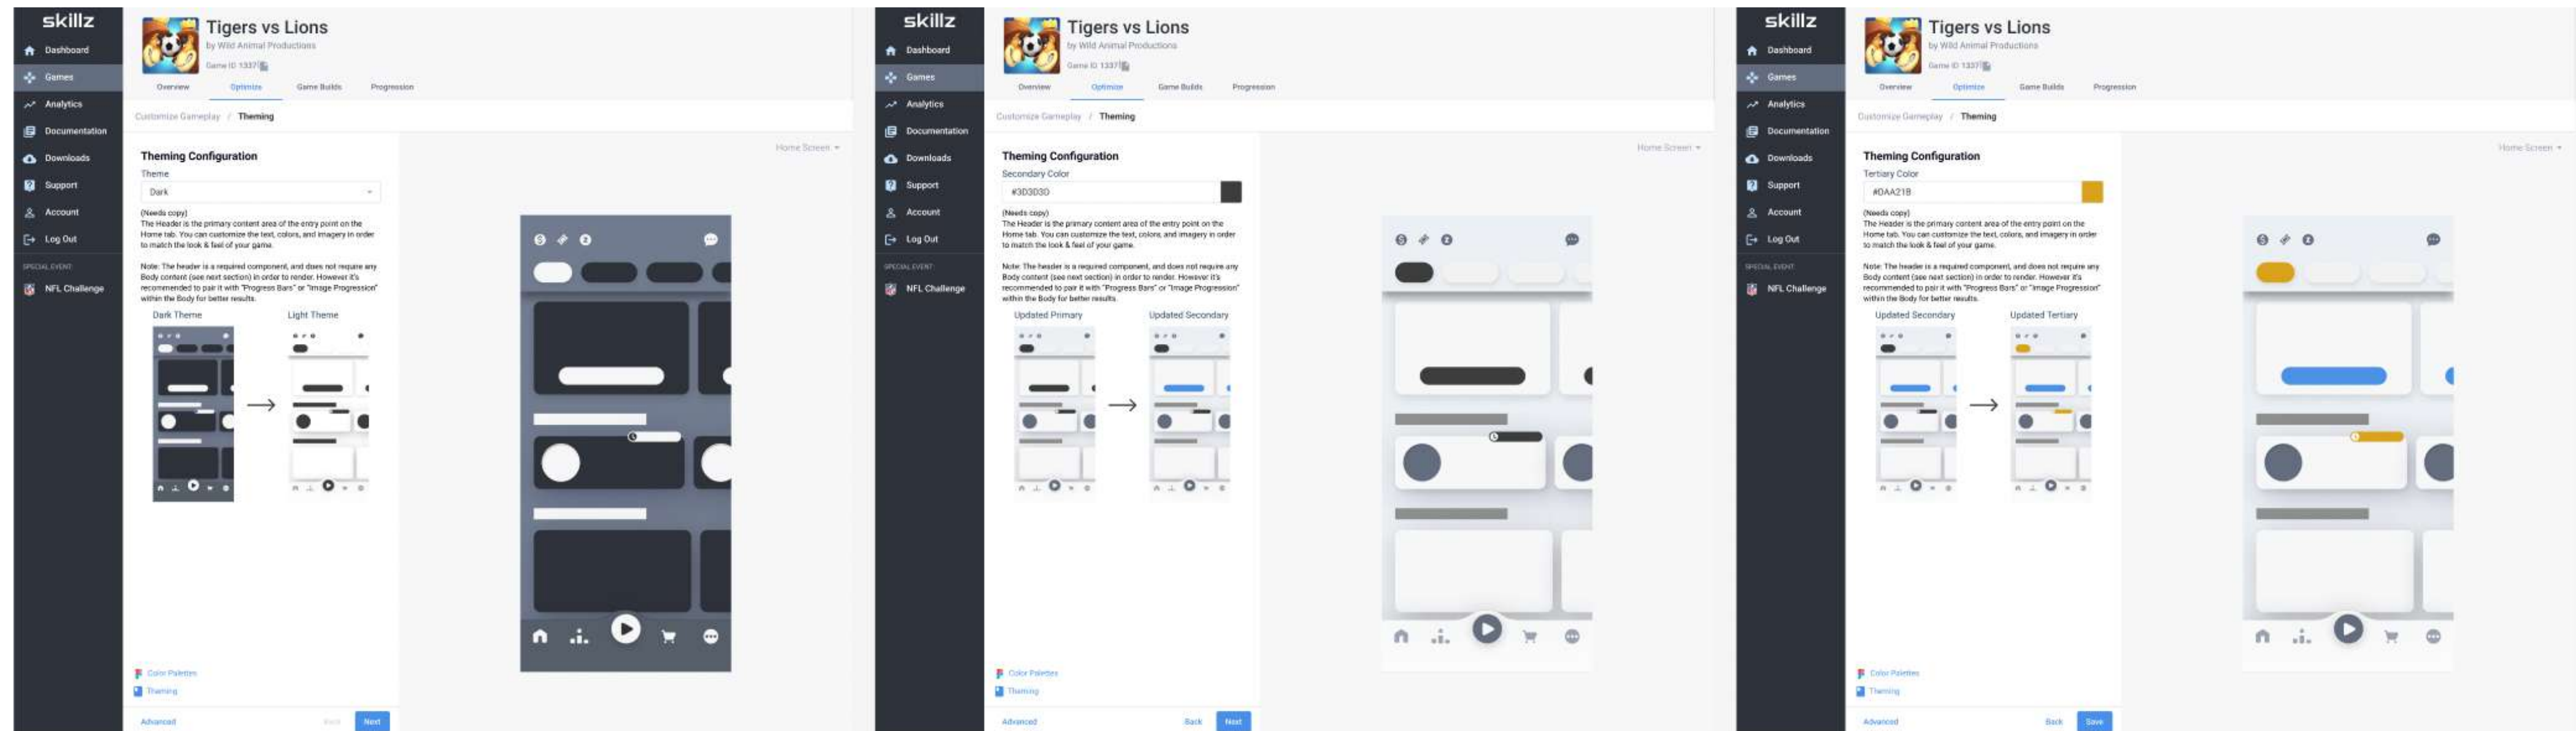 skillz
Dashboard
Games
Analytics
Documentation
Downloads
Support
Account
Log Out
SPECIAL EVENT
NFL Challenge
Tigers vs Lions
by Wild Animal Productions
Game ID 1337
Overview Optimize Game Builds Progression
Customize Gameplay / Theming
Home Screen
Theming Configuration
Theme
Dark
(Needs copy)
The Header is the primary content area of the entry point on the
Home tab. You can customize the text, colors, and imagery in order
to match the look & feel of your game.
Note: The header is a required component, and does not require any
Body content (see next section) in order to render. However it's
recommended to pair it with "Progress Bars" or "Image Progression"
within the Body for better results.
Dark Theme Light Theme
Color Palettes
Theming
Advanced Back Next
skillz
Dashboard
Games
Analytics
Documentation
Downloads
Support
Account
Log Out
SPECIAL EVENT
NFL Challenge
Tigers vs Lions
by Wild Animal Productions
Game ID 1337
Overview Optimize Game Builds Progression
Customize Gameplay / Theming
Home Screen
Theming Configuration
Secondary Color
#3D3D3D
(Needs copy)
The Header is the primary content area of the entry point on the
Home tab. You can customize the text, colors, and imagery in order
to match the look & feel of your game.
Note: The header is a required component, and does not require any
Body content (see next section) in order to render. However it's
recommended to pair it with "Progress Bars" or "Image Progression"
within the Body for better results.
Updated Primary Updated Secondary
Color Palettes
Theming
Advanced Back Next
skillz
Dashboard
Games
Analytics
Documentation
Downloads
Support
Account
Log Out
SPECIAL EVENT
NFL Challenge
Tigers vs Lions
by Wild Animal Productions
Game ID 1337
Overview Optimize Game Builds Progression
Customize Gameplay / Theming
Home Screen
Theming Configuration
Tertiary Color
#DAA21B
(Needs copy)
The Header is the primary content area of the entry point on the
Home tab. You can customize the text, colors, and imagery in order
to match the look & feel of your game.
Note: The header is a required component, and does not require any
Body content (see next section) in order to render. However it's
recommended to pair it with "Progress Bars" or "Image Progression"
within the Body for better results.
Updated Secondary Updated Tertiary
Color Palettes
Theming
Advanced Back Save